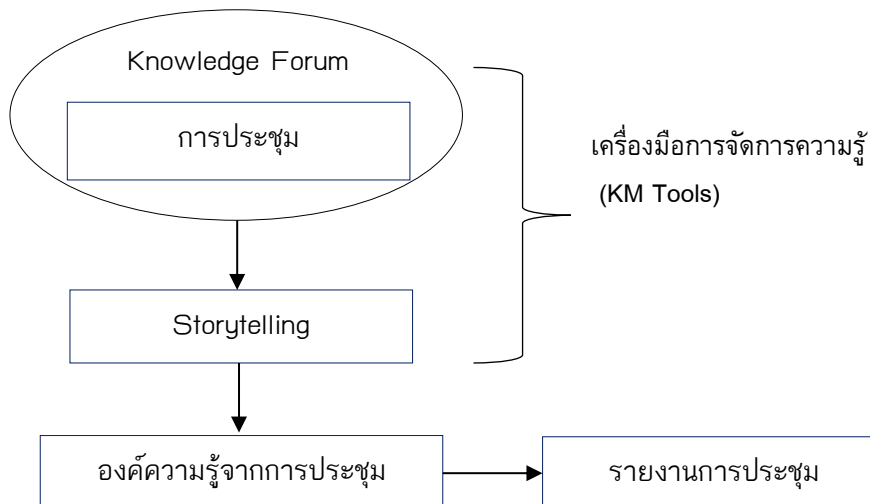 Knowledge Forum
การประชุม
เครื่องมือการจัดการความรู้
(KM Tools)
Storytelling
องค์ความรู้จากการประชุม
รายงานการประชุม